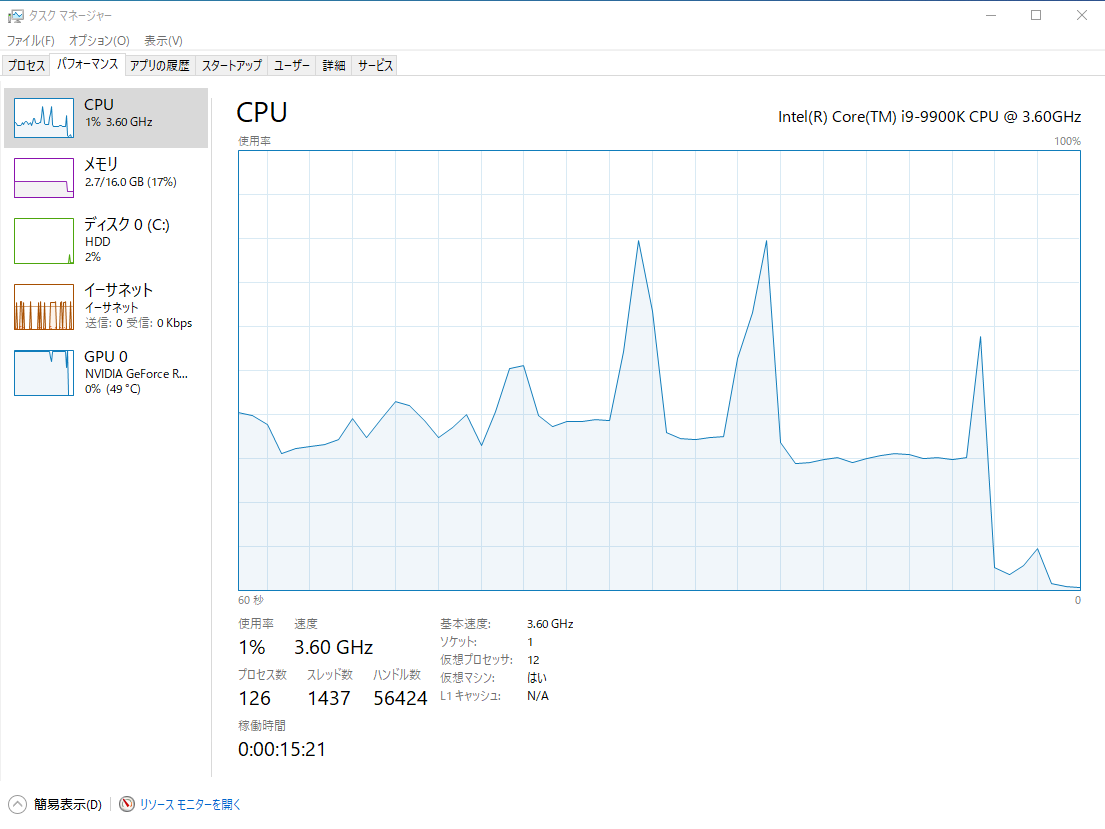 タスク マネージャー
ファイル(F) オプション(O) 表示(V)
プロセス パフォーマンス アプリの履歴 スタートアップ ユーザー 詳細 サービス
CPU
1% 3.60 GHz
メモリ
2.7/16.0 GB (17%)
ディスク 0 (C:)
HDD
2%
イーサネット
イーサネット
送信: 0 受信: 0 Kbps
GPU 0
NVIDIA GeForce R...
0% (49 °C)
CPU
Intel(R) Core(TM) i9-9900K CPU @ 3.60GHz
使用率 100%
60 秒 0
使用率 速度
1% 3.60 GHz
プロセス数 スレッド数 ハンドル数
126 1437 56424
稼働時間
0:00:15:21
基本速度: 3.60 GHz
ソケット: 1
仮想プロセッサ: 12
仮想マシン: はい
L1 キャッシュ: N/A
簡易表示(D) リソース モニターを開く